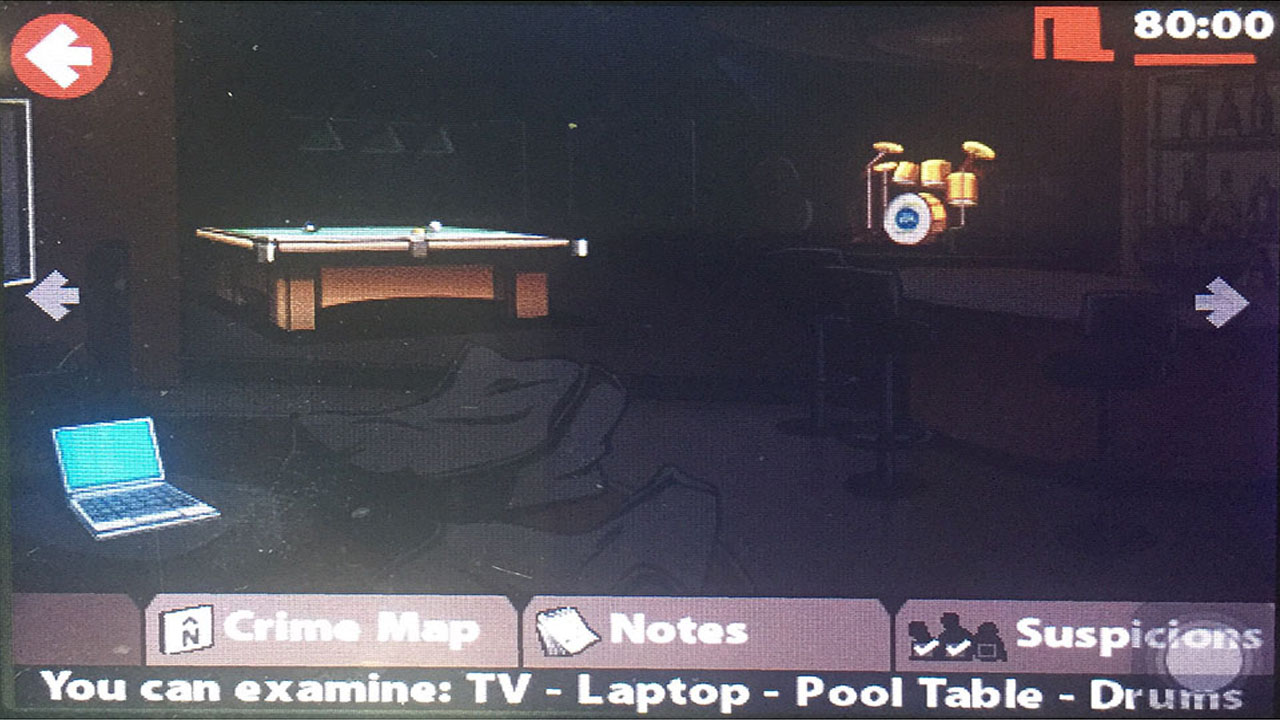 80:00
N
Crime Map
Notes
Suspicions
You can examine: TV - Laptop - Pool Table - Drums